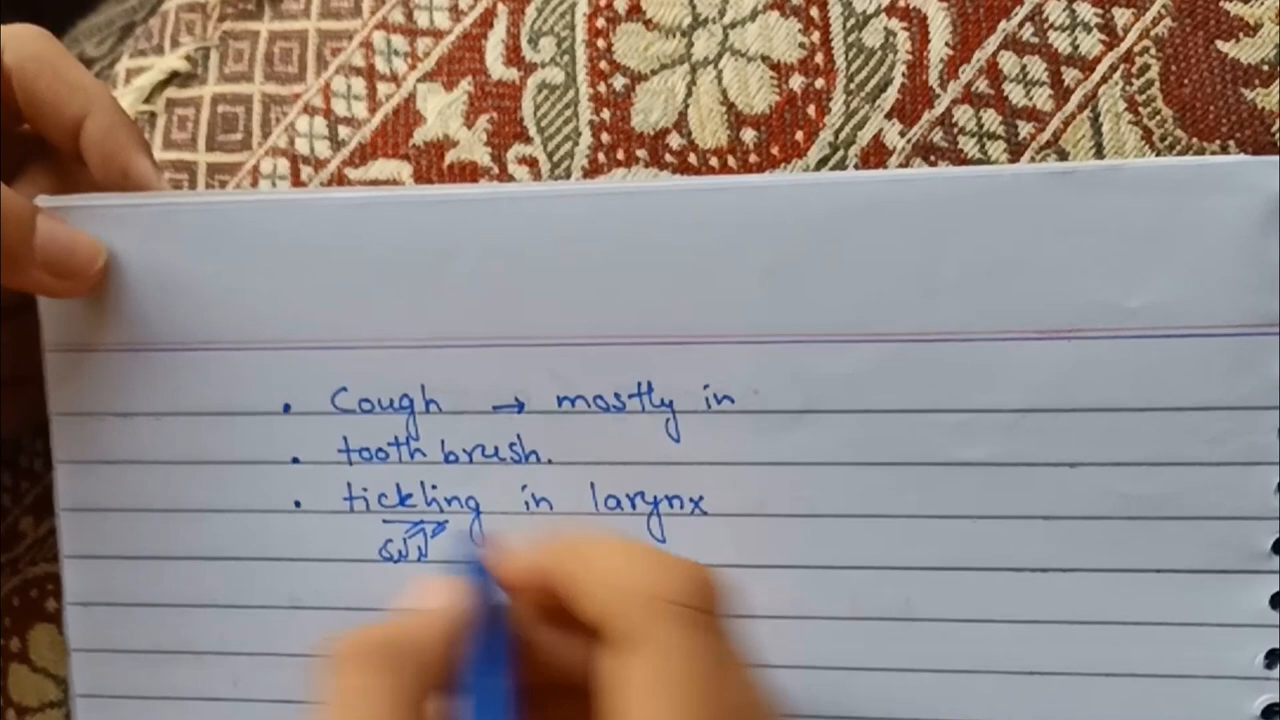 • Cough → mostly in
• tooth brush.
• tickling in larynx